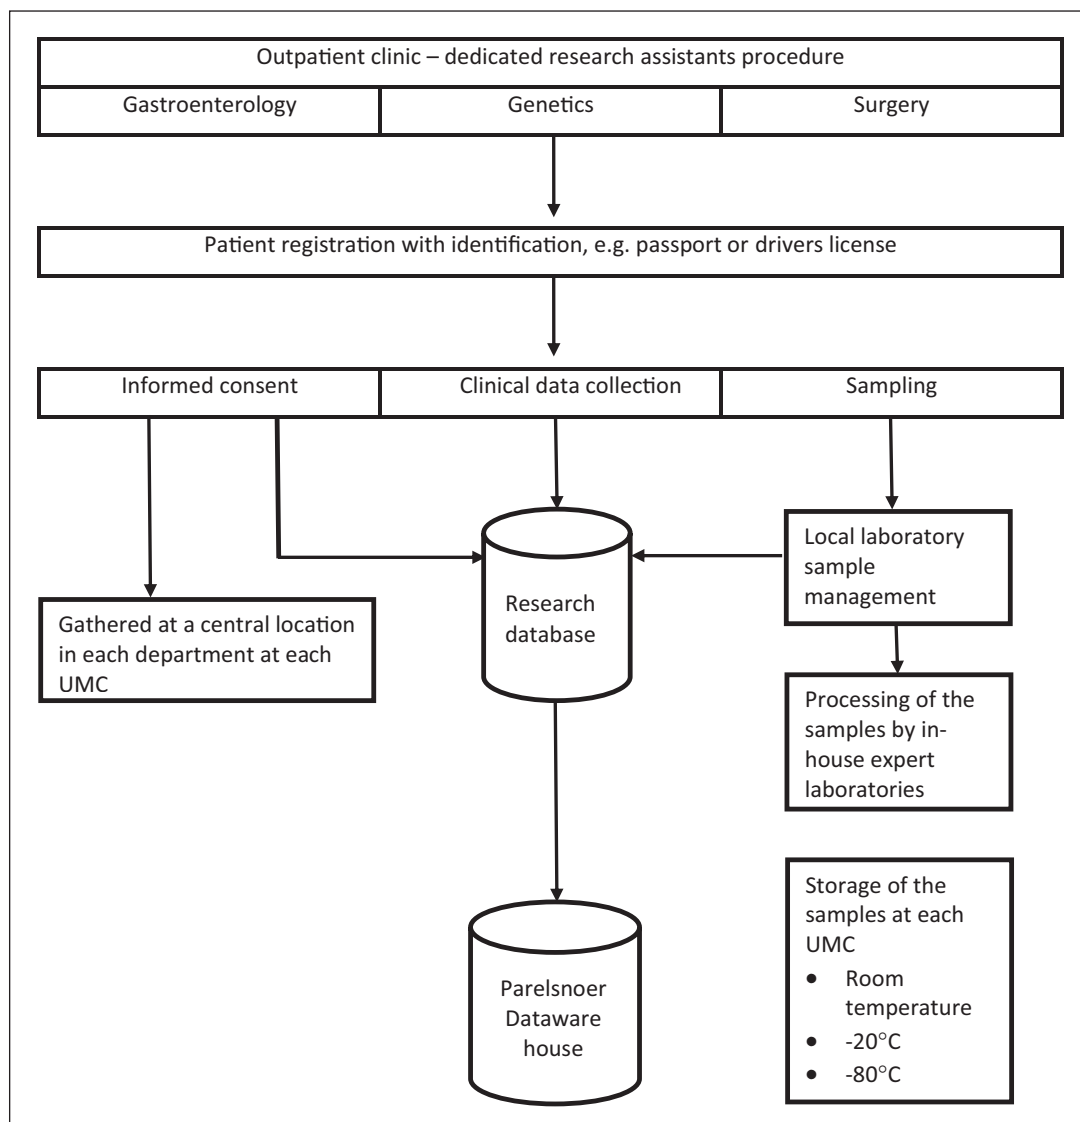 Outpatient clinic – dedicated research assistants procedure
Gastroenterology
Genetics
Surgery
Patient registration with identification, e.g. passport or drivers license
Informed consent
Clinical data collection
Sampling
Gathered at a central location
in each department at each
UMC
Research
database
Local laboratory
sample
management
Processing of the
samples by in-
house expert
laboratories
Parelsnoer
Dataware
house
Storage of the
samples at each
UMC
• Room
temperature
• -20°C
• -80°C